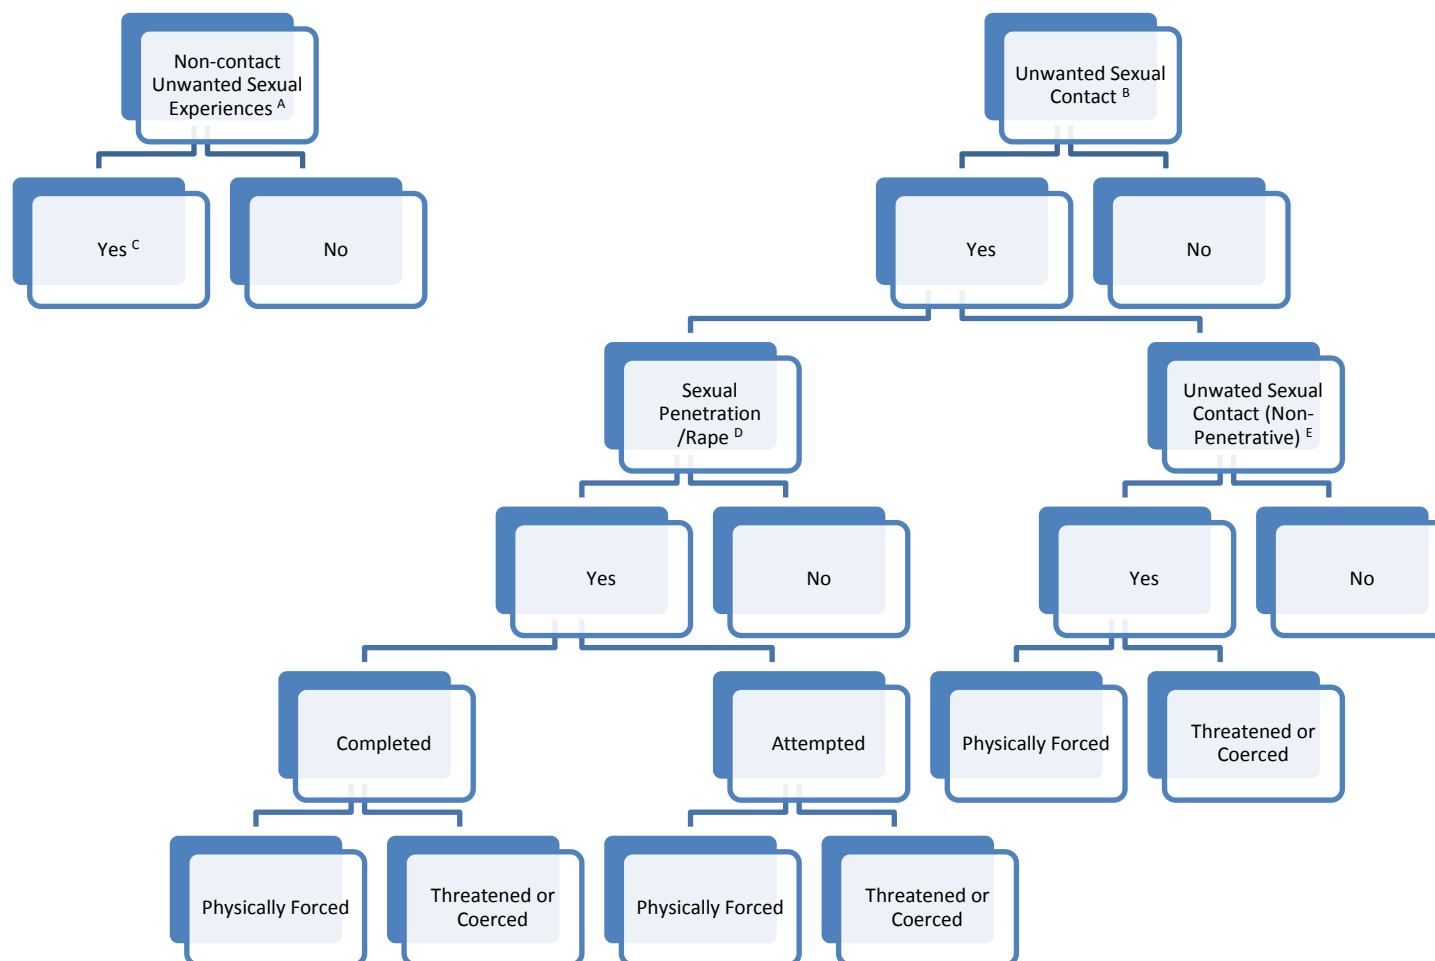 Non-contact
Unwanted Sexual
Experiences A
Unwanted Sexual
Contact B
Yes C
No
Yes
No
Sexual
Penetration
/Rape D
Unwated Sexual
Contact (Non-
Penetrative) E
Yes
No
Yes
No
Completed
Attempted
Physically Forced
Threatened or
Coerced
Physically Forced
Threatened or
Coerced
Physically Forced
Threatened or
Coerced